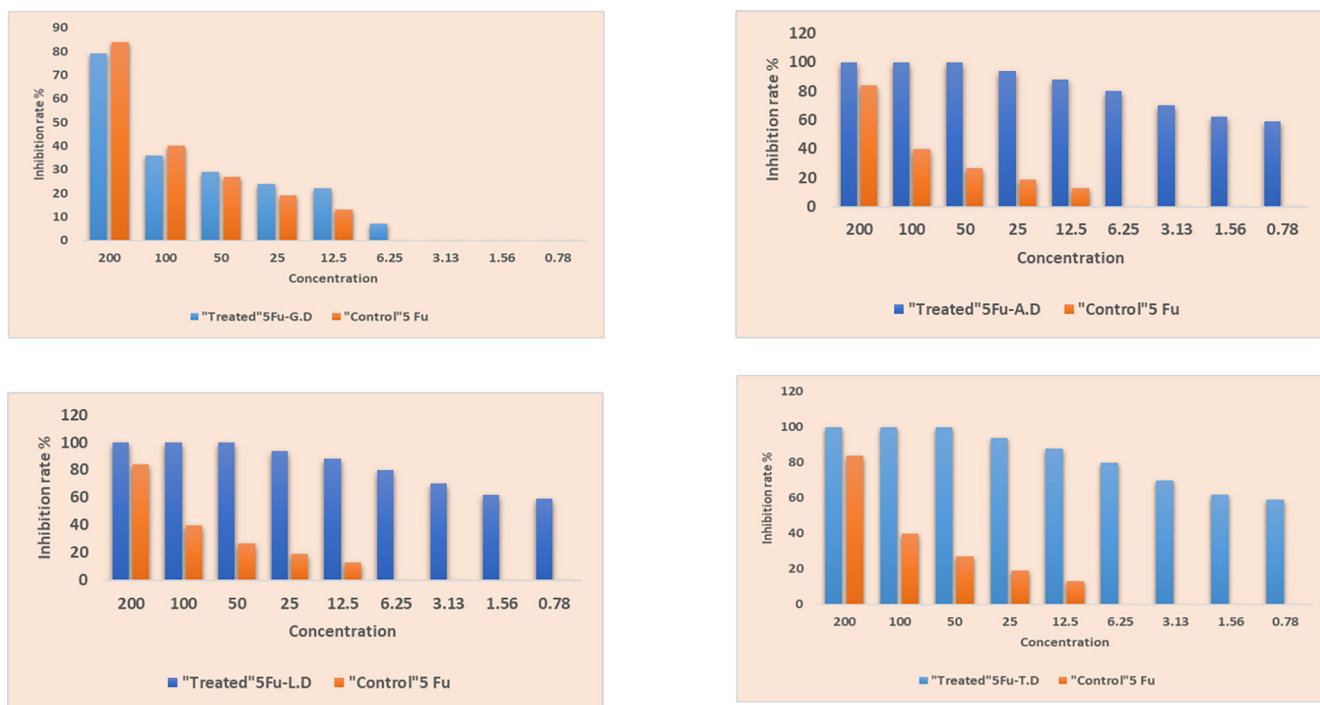 90
80
70
60
50
40
30
20
10
0
Inhibition rate %
200 100 50 25 12.5 6.25 3.13 1.56 0.78
Concentration
"Treated"5Fu-G.D "Control"5 Fu
120
100
80
60
40
20
0
Inhibition rate %
200 100 50 25 12.5 6.25 3.13 1.56 0.78
Concentration
"Treated"5Fu-A.D "Control"5 Fu
120
100
80
60
40
20
0
Inhibition rate %
200 100 50 25 12.5 6.25 3.13 1.56 0.78
Concentration
"Treated"5Fu-L.D "Control"5 Fu
120
100
80
60
40
20
0
Inhibition rate %
200 100 50 25 12.5 6.25 3.13 1.56 0.78
Concentration
"Treated"5Fu-T.D "Control"5 Fu